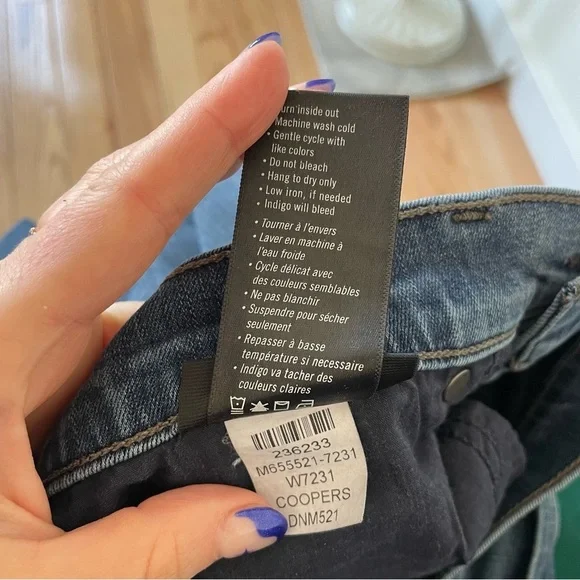 urn inside out
Machine wash cold
• Gentle cycle with
like colors
• Do not bleach
• Hang to dry only
• Low iron, if needed
• Indigo will bleed
• Tourner à l'envers
• Laver en machine à
l'eau froide
• Cycle délicat avec
des couleurs semblables
• Ne pas blanchir
• Suspendre pour sécher
seulement
• Repasser à basse
température si necessaire
• Indigo va tacher des
couleurs claires
236233
M655521-7231
W7231
COOPERS
DNM521